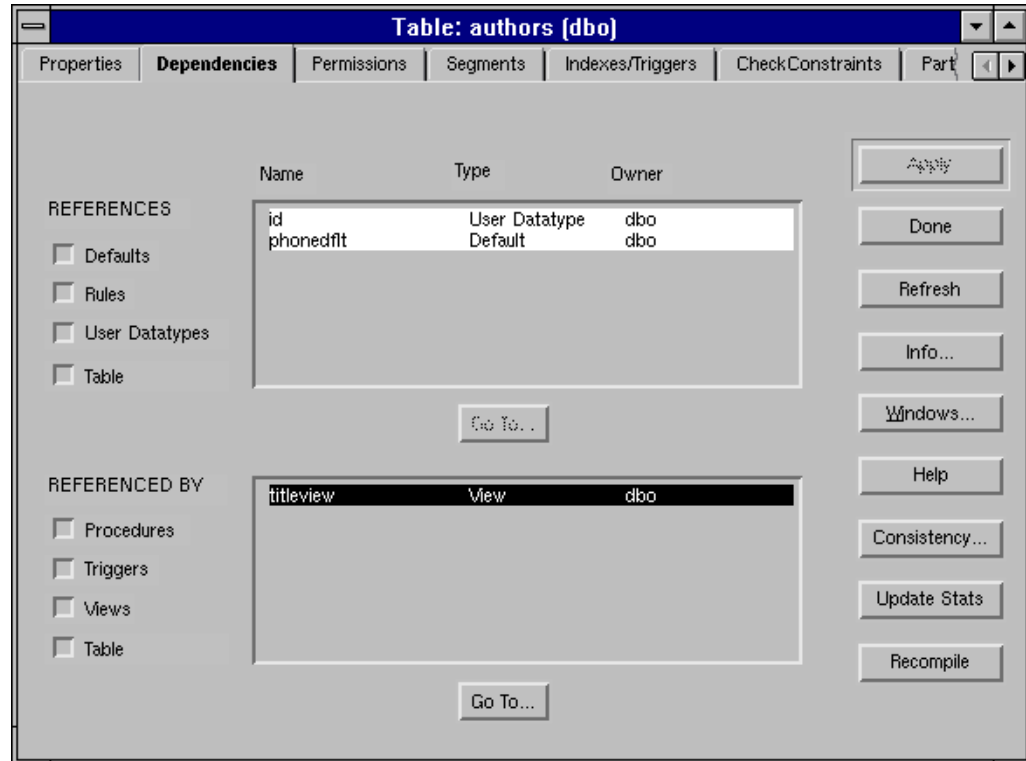 Table: authors (dbo)
Properties Dependencies Permissions Segments Indexes/Triggers CheckConstraints Part
Name Type Owner
REFERENCES
id User Datatype dbo
phonedflt Default dbo
Defaults
Rules
User Datatypes
Table
Go To...
REFERENCED BY
titleview View dbo
Procedures
Triggers
Views
Table
Go To...
Apply
Done
Refresh
Info...
Windows...
Help
Consistency...
Update Stats
Recompile